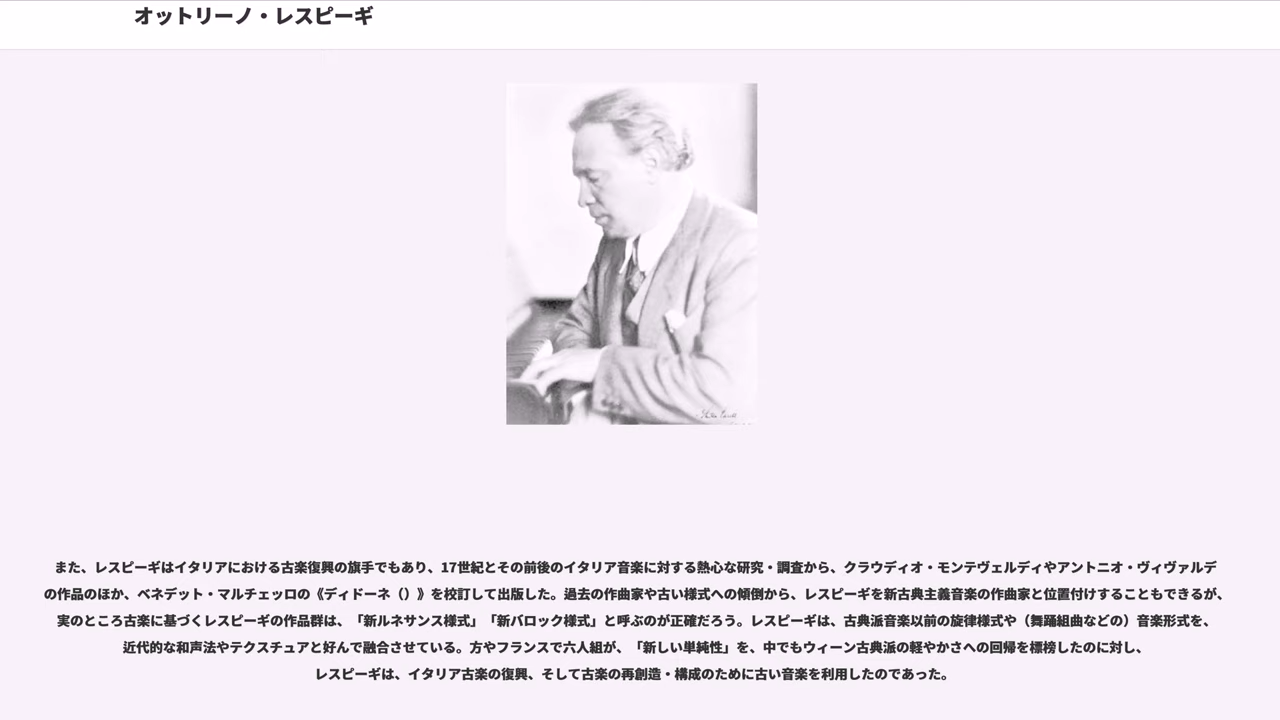 オットリーノ・レスピーギ
また、レスピーギはイタリアにおける古楽復興の旗手でもあり、17世紀とその前後のイタリア音楽に対する熱心な研究・調査から、クラウディオ・モンテヴェルディやアントニオ・ヴィヴァルデ
の作品のほか、ベネデット・マルチェッロの《ディドーネ（）》を校訂して出版した。過去の作曲家や古い様式への傾倒から、レスピーギを新古典主義音楽の作曲家と位置付けすることもできるが、
実のところ古楽に基づくレスピーギの作品群は、「新ルネサンス様式」「新バロック様式」と呼ぶのが正確だろう。レスピーギは、古典派音楽以前の旋律様式や（舞踊組曲などの）音楽形式を、
近代的な和声法やテクスチュアと好んで融合させている。方やフランスで六人組が、「新しい単純性」を、中でもウィーン古典派の軽やかさへの回帰を標榜したのに対し、
レスピーギは、イタリア古楽の復興、そして古楽の再創造・構成のために古い音楽を利用したのであった。